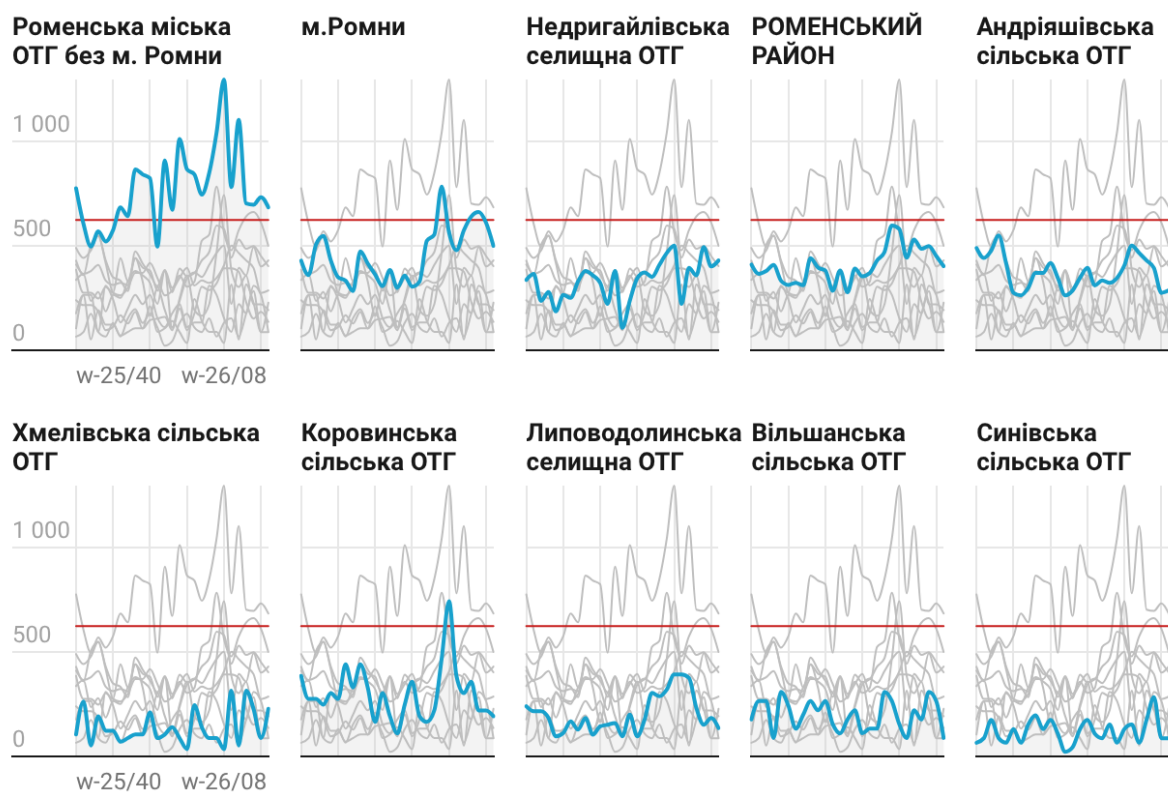 Роменська міська
ОТГ без м. Ромни
м.Ромни
Недригайлівська
селищна ОТГ
РОМЕНСЬКИЙ
РАЙОН
Андріяшівська
сільська ОТГ
1 000
500
0
w-25/40 w-26/08
Хмелівська сільська
ОТГ
Коровинська
сільська ОТГ
Липоводолинська
селищна ОТГ
Вільшанська
сільська ОТГ
Синівська
сільська ОТГ
1 000
500
0
w-25/40 w-26/08